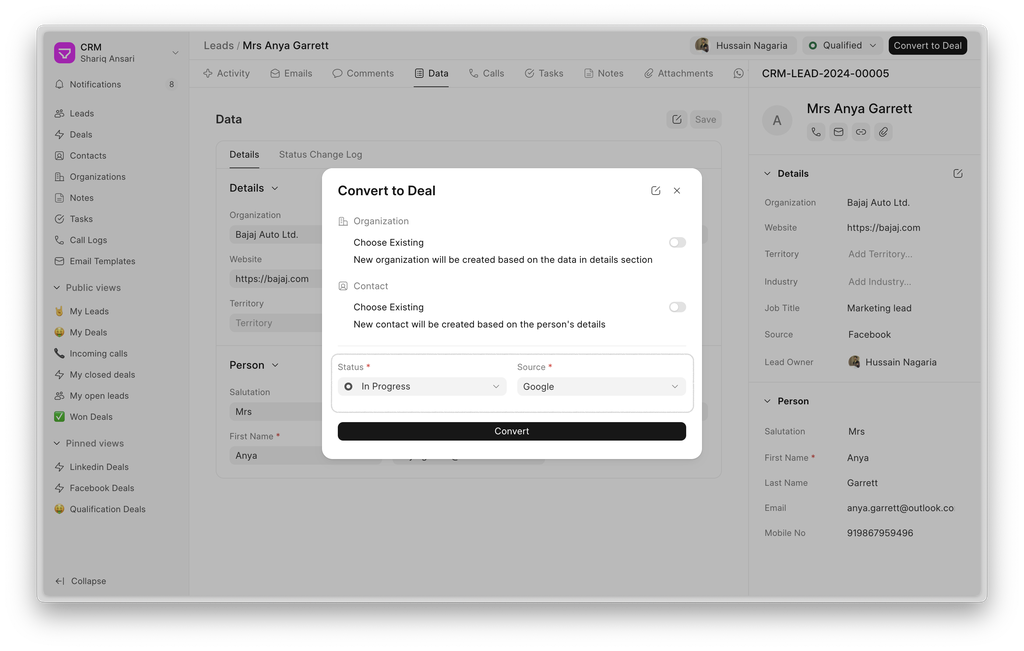 CRM
Shariq Ansari
Notifications 8
Leads
Deals
Contacts
Organizations
Notes
Tasks
Call Logs
Email Templates
Public views
My Leads
My Deals
Incoming calls
My closed deals
My open leads
Won Deals
Pinned views
Linkedin Deals
Facebook Deals
Qualification Deals
Collapse
Leads / Mrs Anya Garrett
Hussain Nagaria Qualified Convert to Deal
Activity Emails Comments Data Calls Tasks Notes Attachments
Data Save
Details Status Change Log
Details
Organization
Bajaj Auto Ltd.
Website
https://bajaj.com
Territory
Territory
Person
Salutation
Mrs
First Name *
Anya
Convert to Deal
Organization
Choose Existing
New organization will be created based on the data in details section
Contact
Choose Existing
New contact will be created based on the person's details
Status * Source *
In Progress Google
Convert
CRM-LEAD-2024-00005
A Mrs Anya Garrett
Details
Organization Bajaj Auto Ltd.
Website https://bajaj.com
Territory Add Territory...
Industry Add Industry...
Job Title Marketing lead
Source Facebook
Lead Owner Hussain Nagaria
Person
Salutation Mrs
First Name * Anya
Last Name Garrett
Email anya.garrett@outlook.co
Mobile No 919867959496